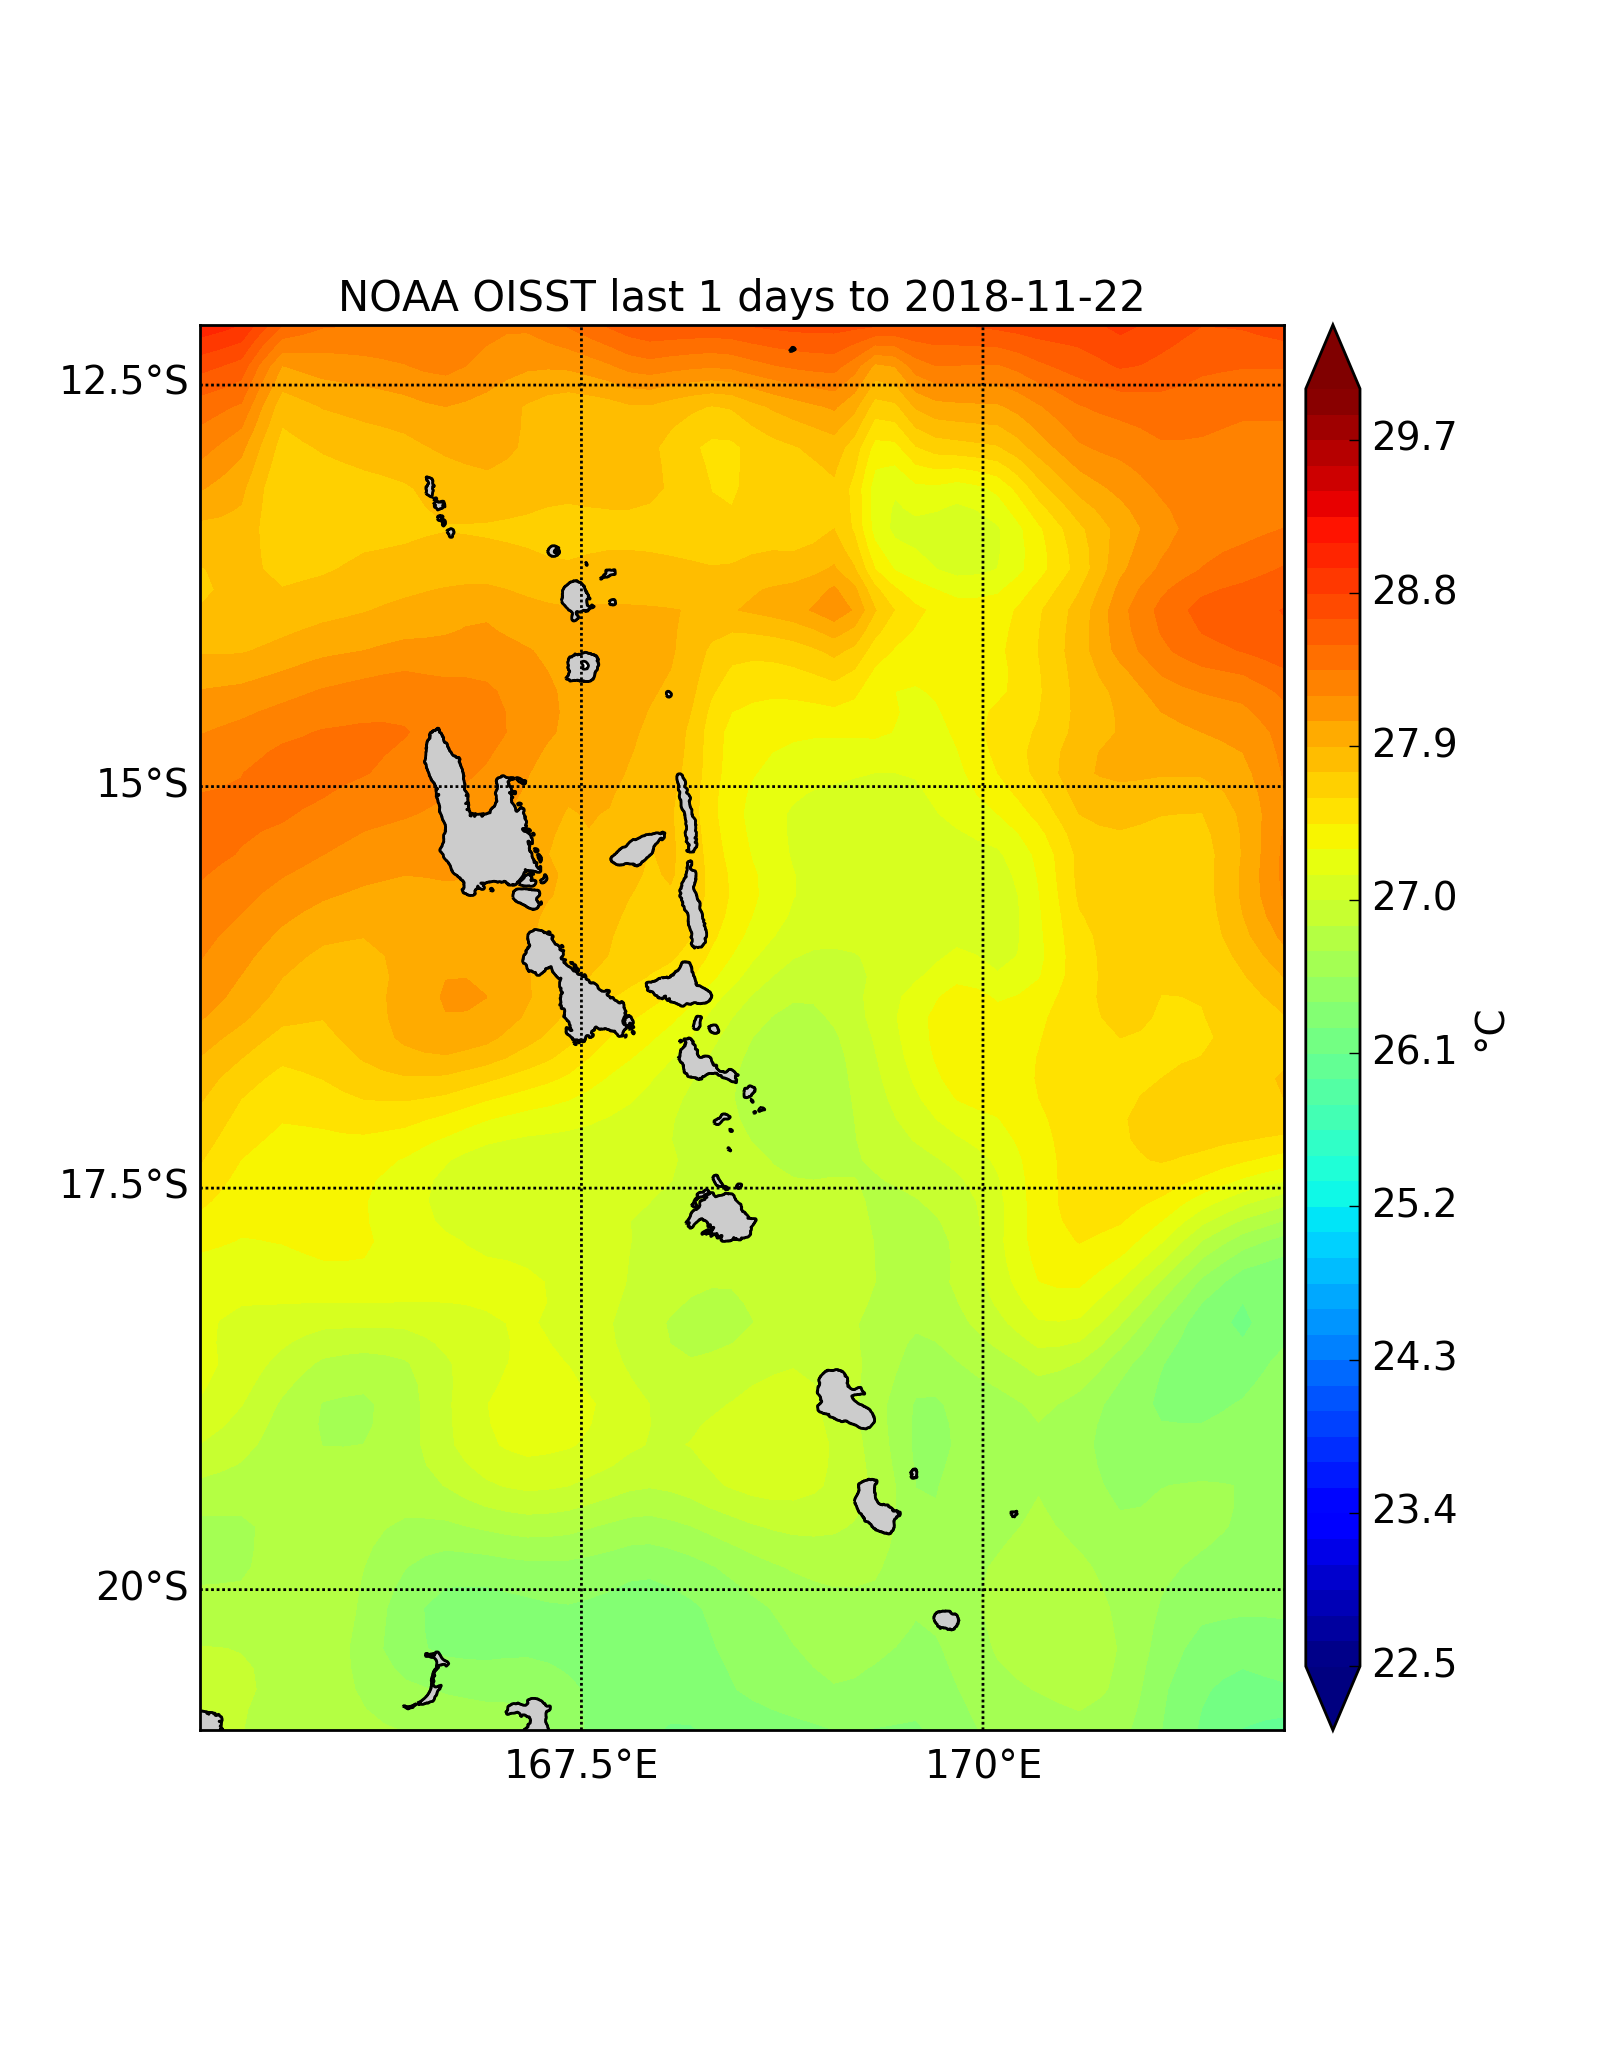 NOAA OISST last 1 days to 2018-11-22
12.5°S
15°S
17.5°S
20°S
167.5°E
170°E
29.7
28.8
27.9
27.0
26.1
25.2
24.3
23.4
22.5
°C